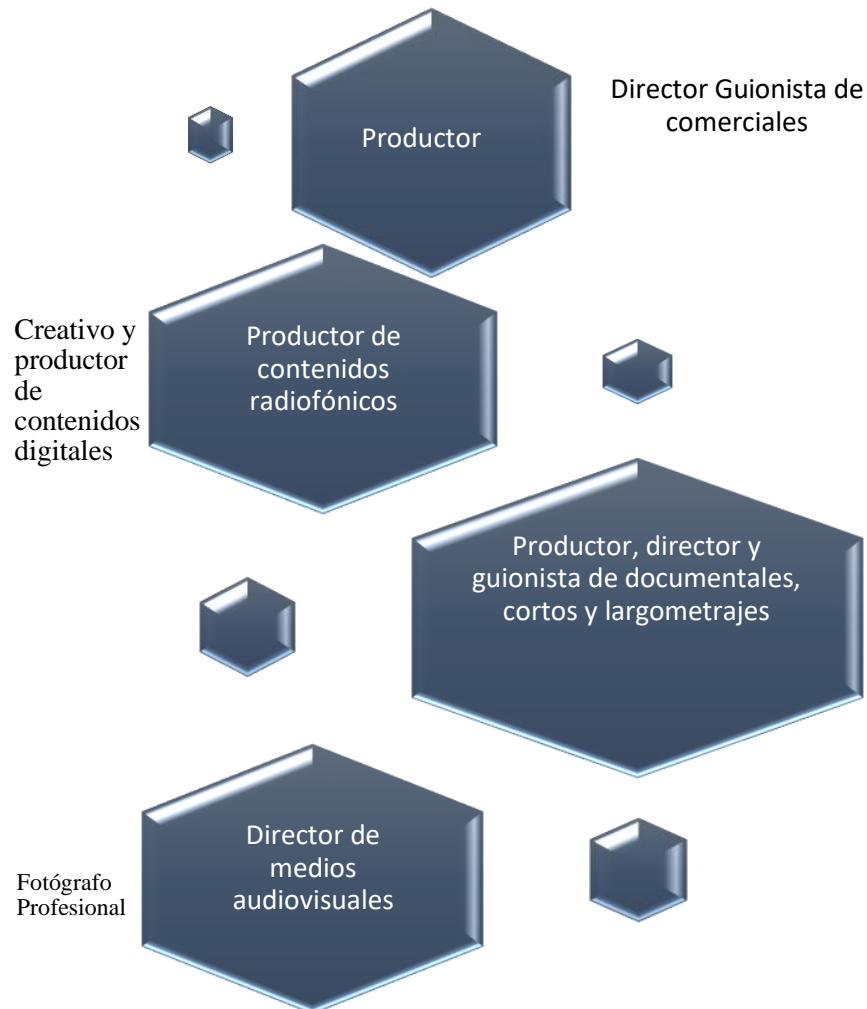 Productor
Director Guionista de
comerciales
Creativo y
productor
de
contenidos
digitales
Productor de
contenidos
radiofónicos
Productor, director y
guionista de documentales,
cortos y largometrajes
Fotógrafo
Profesional
Director de
medios
audiovisuales